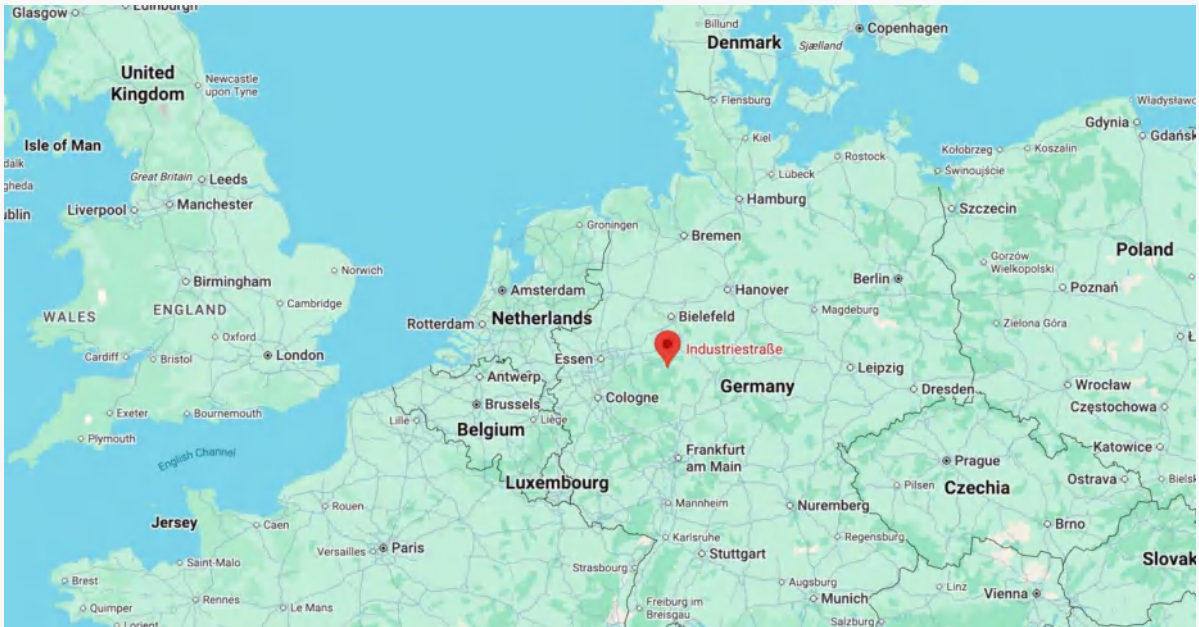 Glasgow
Edinburgh
Billund
Copenhagen
Denmark
Sjælland
United
Kingdom
Newcastle
upon Tyne
Flensburg
Gdynia
Gdańsk
Isle of Man
Kiel
Rostock
Kołobrzeg
Koszalin
Great Britain
Leeds
Lübeck
Świnoujście
Liverpool
Manchester
Hamburg
Szczecin
Groningen
Bremen
Poland
Norwich
Gorzów
Wielkopolski
Birmingham
Amsterdam
Hanover
Berlin
Poznań
WALES
ENGLAND
Cambridge
Netherlands
Rotterdam
Bielefeld
Magdeburg
Zielona Góra
Oxford
Cardiff
Bristol
London
Essen
Industriestraße
Leipzig
Antwerp
Germany
Dresden
Wrocław
Cologne
Brussels
Częstochowa
Exeter
Bournemouth
Lille
Liège
Belgium
Plymouth
Katowice
English Channel
Frankfurt
am Main
Prague
Pilsen
Czechia
Ostrava
Luxembourg
Rouen
Mannheim
Nuremberg
Jersey
Caen
Brno
Karlsruhe
Regensburg
Versailles
Paris
Stuttgart
Slovak
Saint-Malo
Strasbourg
Brest
Augsburg
Linz
Vienna
Quimper
Rennes
Le Mans
Freiburg im
Breisgau
Munich
Lorient
Salzburg